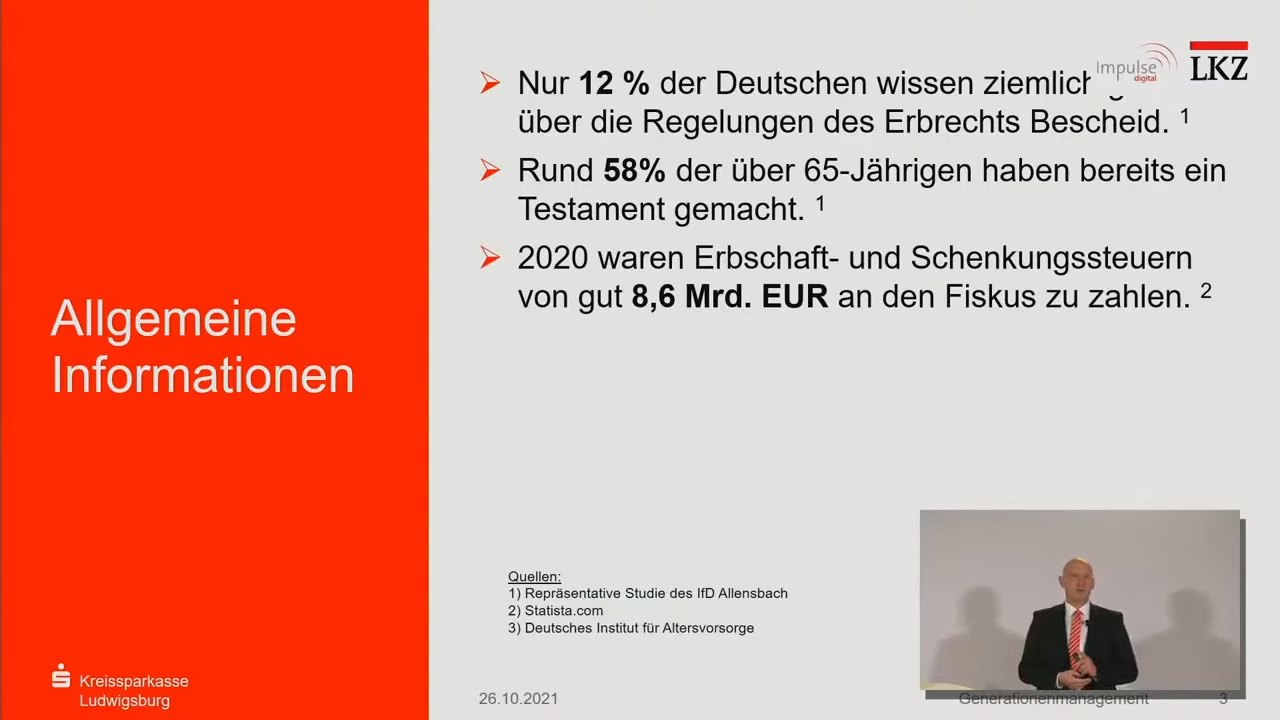 Allgemeine
Informationen
Nur 12 % der Deutschen wissen ziemlich
über die Regelungen des Erbrechts Bescheid. 1
Rund 58% der über 65-Jährigen haben bereits ein
Testament gemacht. 1
2020 waren Erbschaft- und Schenkungssteuern
von gut 8,6 Mrd. EUR an den Fiskus zu zahlen. 2
Impulse
digital
LKZ
Quellen:
1) Repräsentative Studie des IfD Allensbach
2) Statista.com
3) Deutsches Institut für Altersvorsorge
Kreissparkasse
Ludwigsburg
26.10.2021
Generationenmanagement
3